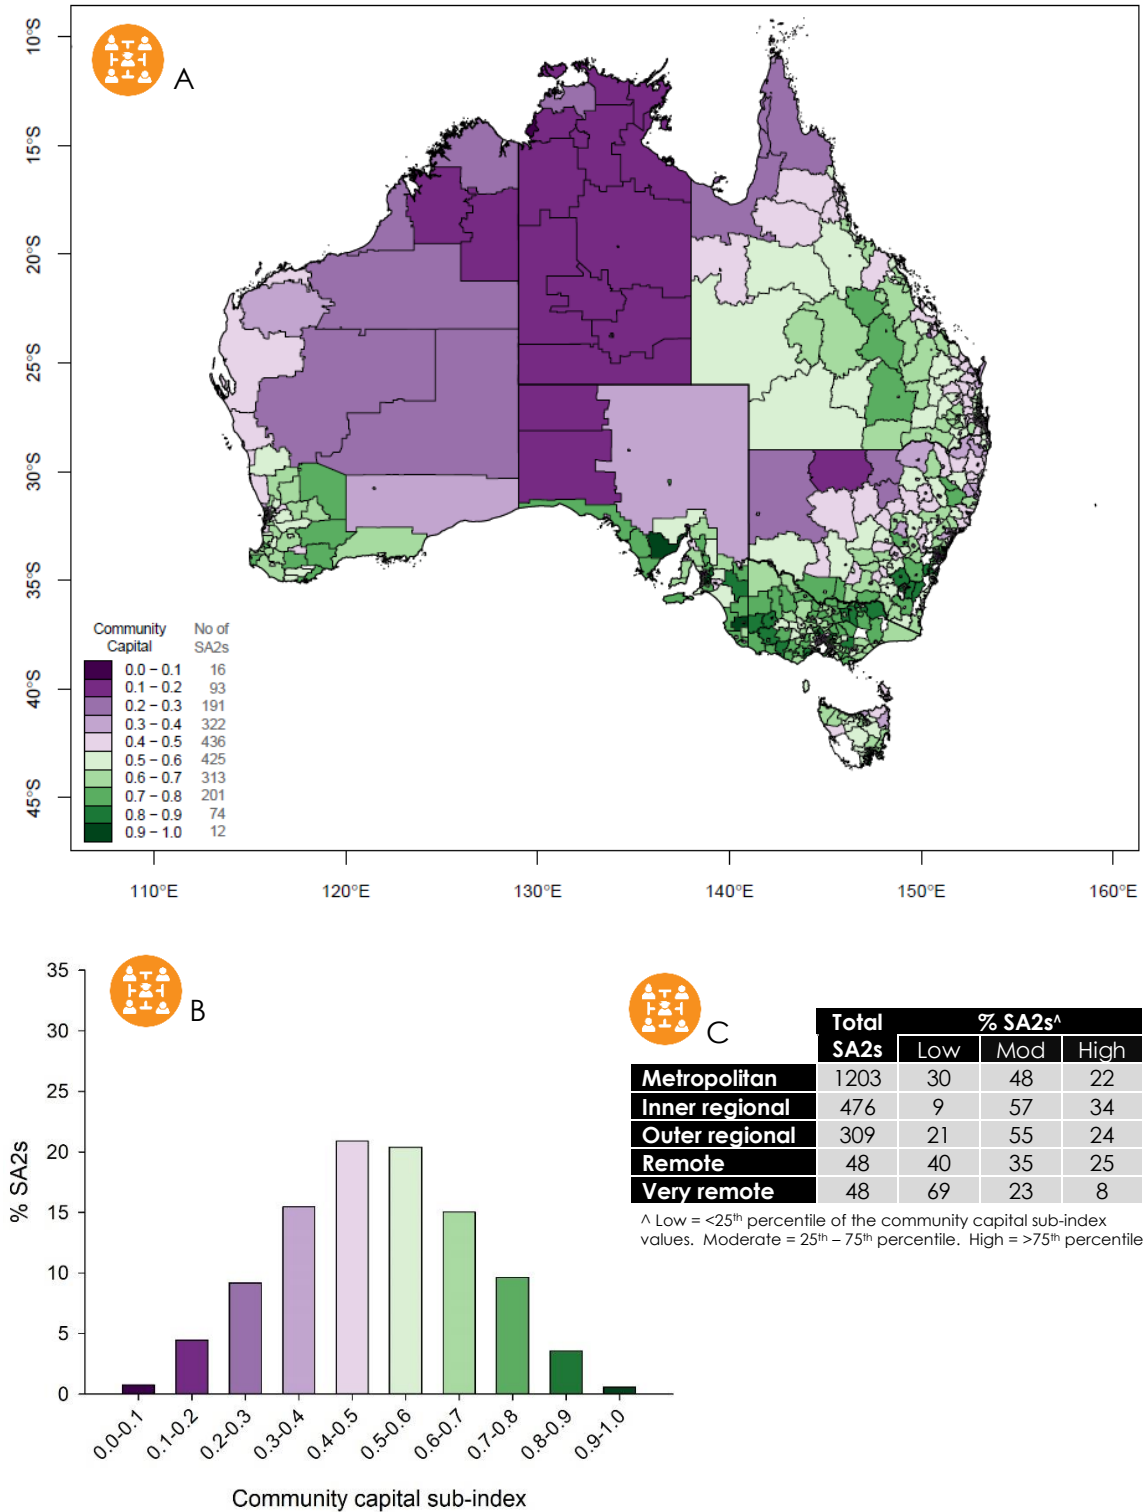 A
10°S
15°S
20°S
25°S
30°S
35°S
40°S
45°S
Community Capital No of SA2s
0.0 – 0.1 16
0.1 – 0.2 93
0.2 – 0.3 191
0.3 – 0.4 322
0.4 – 0.5 436
0.5 – 0.6 425
0.6 – 0.7 313
0.7 – 0.8 201
0.8 – 0.9 74
0.9 – 1.0 12
110°E 120°E 130°E 140°E 150°E 160°E
B
% SA2s
35
30
25
20
15
10
5
0
0.0-0.1 0.1-0.2 0.2-0.3 0.3-0.4 0.4-0.5 0.5-0.6 0.6-0.7 0.7-0.8 0.8-0.9 0.9-1.0
Community capital sub-index
C
Total SA2s % SA2s^
Low Mod High
Metropolitan 1203 30 48 22
Inner regional 476 9 57 34
Outer regional 309 21 55 24
Remote 48 40 35 25
Very remote 48 69 23 8
^ Low = <25th percentile of the community capital sub-index
values. Moderate = 25th – 75th percentile. High = >75th percentile